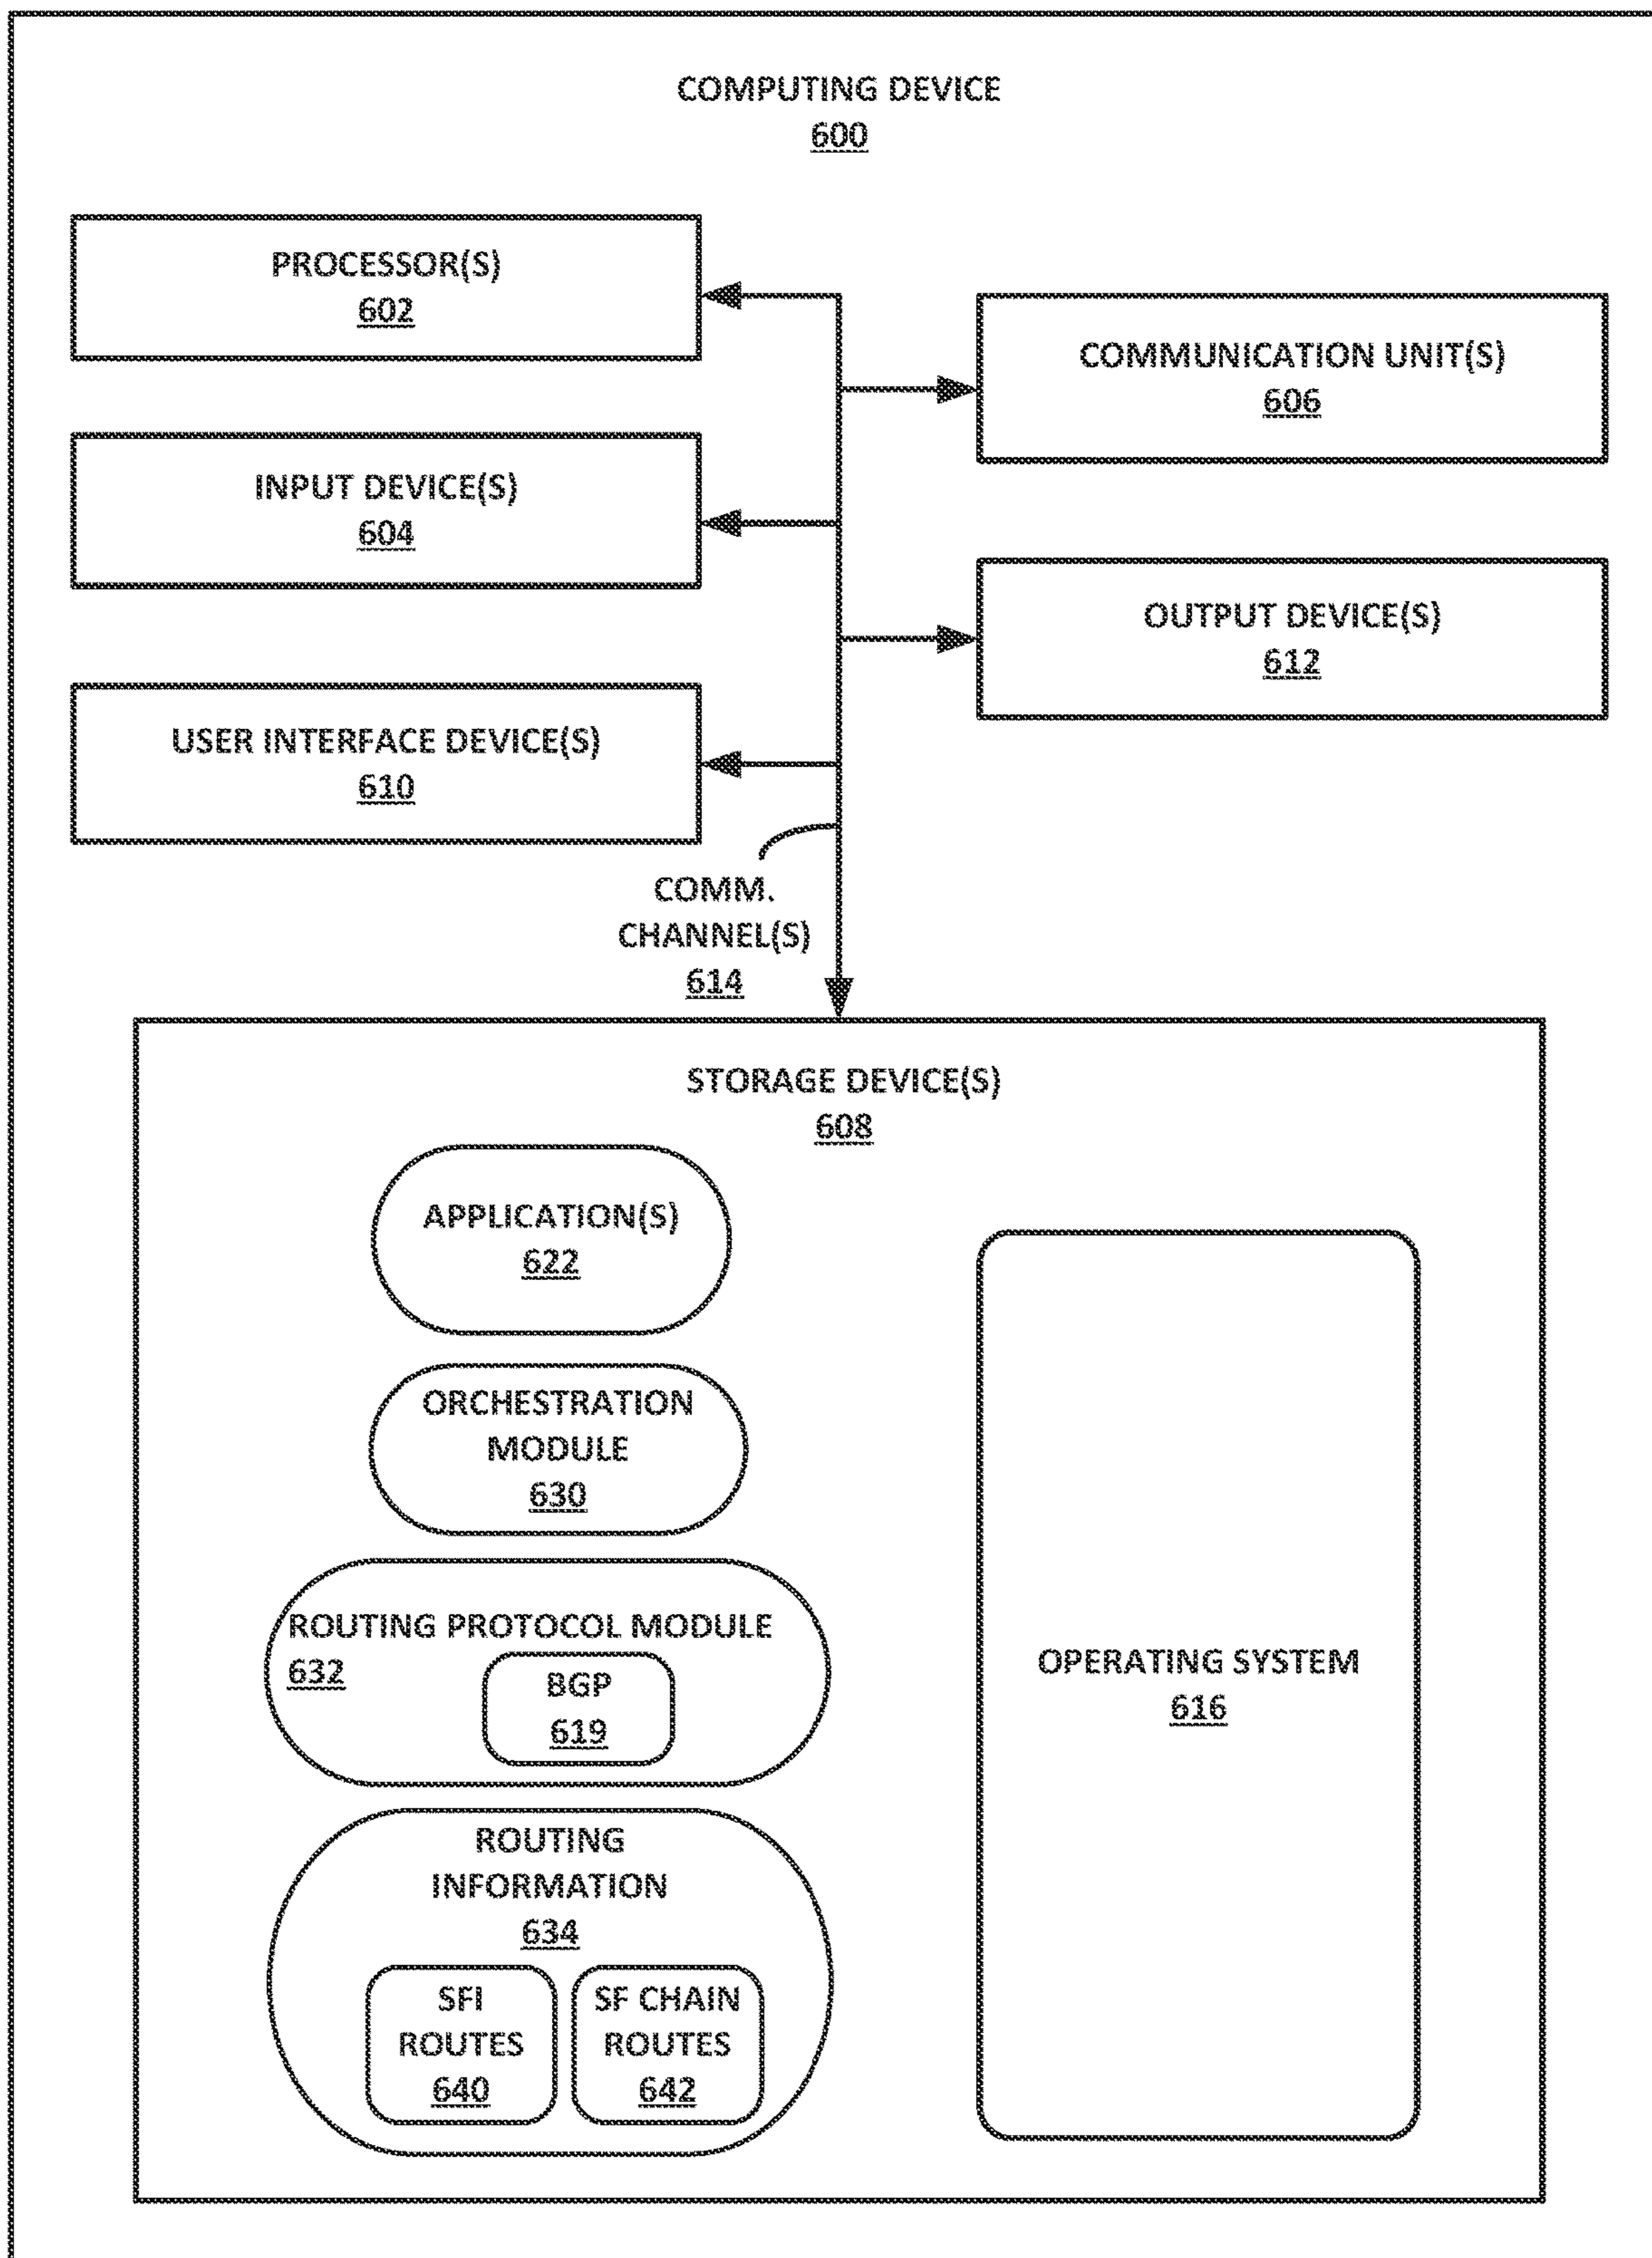 COMPUTING DEVICE
600
PROCESSOR(S)
602
COMMUNICATION UNIT(S)
606
INPUT DEVICE(S)
604
OUTPUT DEVICE(S)
612
USER INTERFACE DEVICE(S)
610
COMM.
CHANNEL(S)
614
STORAGE DEVICE(S)
608
APPLICATION(S)
622
ORCHESTRATION
MODULE
630
ROUTING PROTOCOL MODULE
632
BGP
619
ROUTING
INFORMATION
634
SFI
ROUTES
640
SF CHAIN
ROUTES
642
OPERATING SYSTEM
616